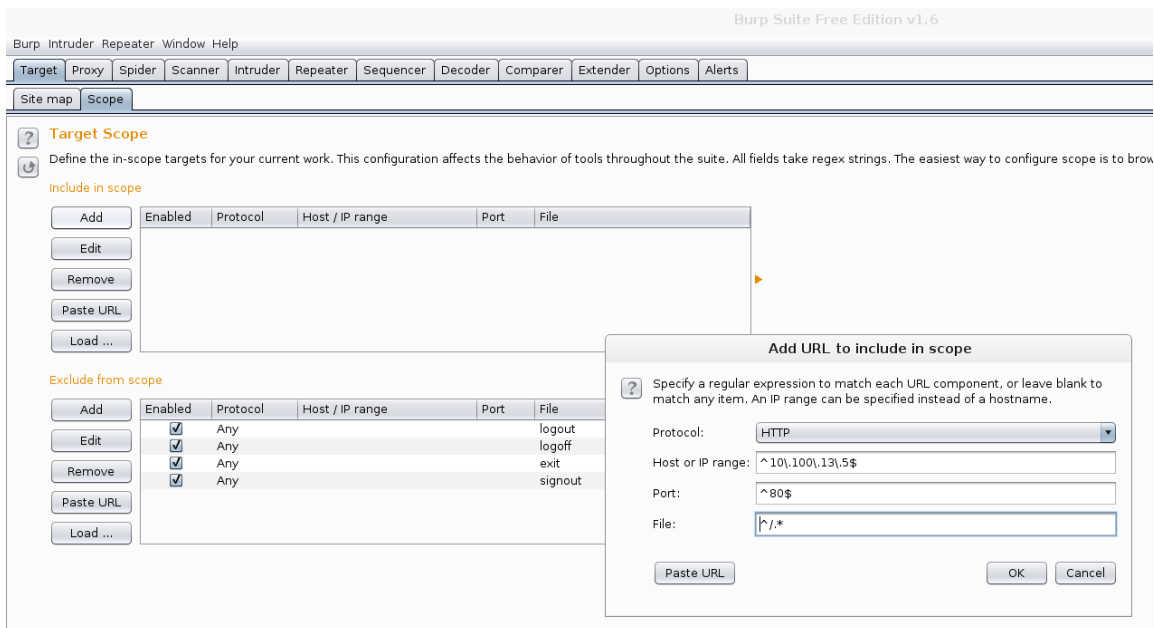 Burp Suite Free Edition v1.6
Burp Intruder Repeater Window Help
Target Proxy Spider Scanner Intruder Repeater Sequencer Decoder Comparer Extender Options Alerts
Site map Scope
? Target Scope
Define the in-scope targets for your current work. This configuration affects the behavior of tools throughout the suite. All fields take regex strings. The easiest way to configure scope is to brow
Include in scope
Add Enabled Protocol Host / IP range Port File
Edit
Remove
Paste URL
Load ...
Exclude from scope
Add Enabled Protocol Host / IP range Port File
Any logout
Edit Any logoff
Any exit
Remove Any signout
Paste URL
Load ...
Add URL to include in scope
? Specify a regular expression to match each URL component, or leave blank to
match any item. An IP range can be specified instead of a hostname.
Protocol: HTTP
Host or IP range: ^10\.100\.13\.5$
Port: ^80$
File: ^/.*
Paste URL OK Cancel